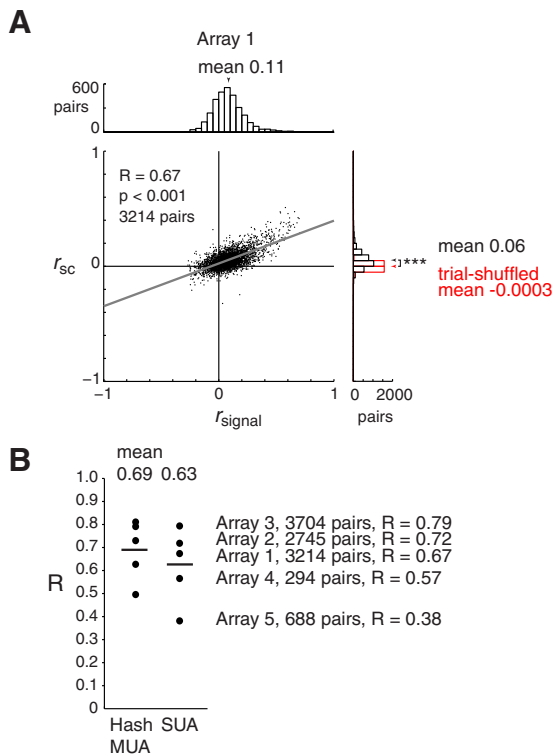 A
Array 1
mean 0.11
600
pairs
0
1
R = 0.67
p < 0.001
3214 pairs
rsc
0
−1
−1
0
1
rsignal
mean 0.06
***
trial-shuffled
mean -0.0003
0
2000
pairs
B
mean
0.69 0.63
1.0
0.9
0.8
0.7
0.6
0.5
0.4
0.3
0.2
0.1
0
R
Array 3, 3704 pairs, R = 0.79
Array 2, 2745 pairs, R = 0.72
Array 1, 3214 pairs, R = 0.67
Array 4, 294 pairs, R = 0.57
Array 5, 688 pairs, R = 0.38
Hash SUA
MUA